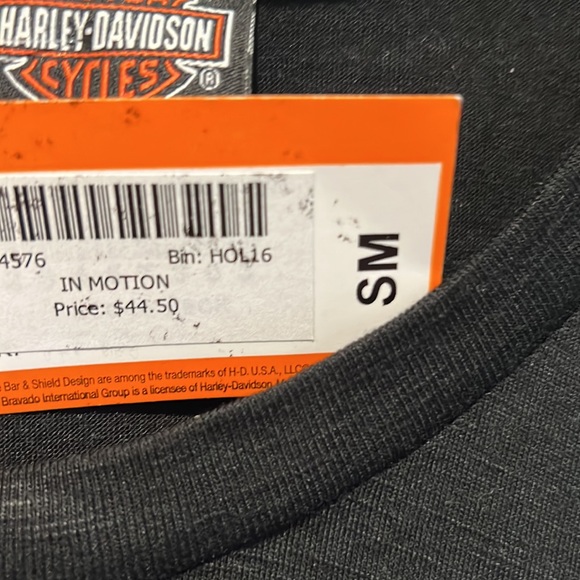 HARLEY-DAVIDSON
CYCLES
®
4576 Bin: HOL16
IN MOTION
Price: $44.50
SM
Bar & Shield Design are among the trademarks of H-D U.S.A., LLC
Bravado International Group is a licensee of Harley-Davidson